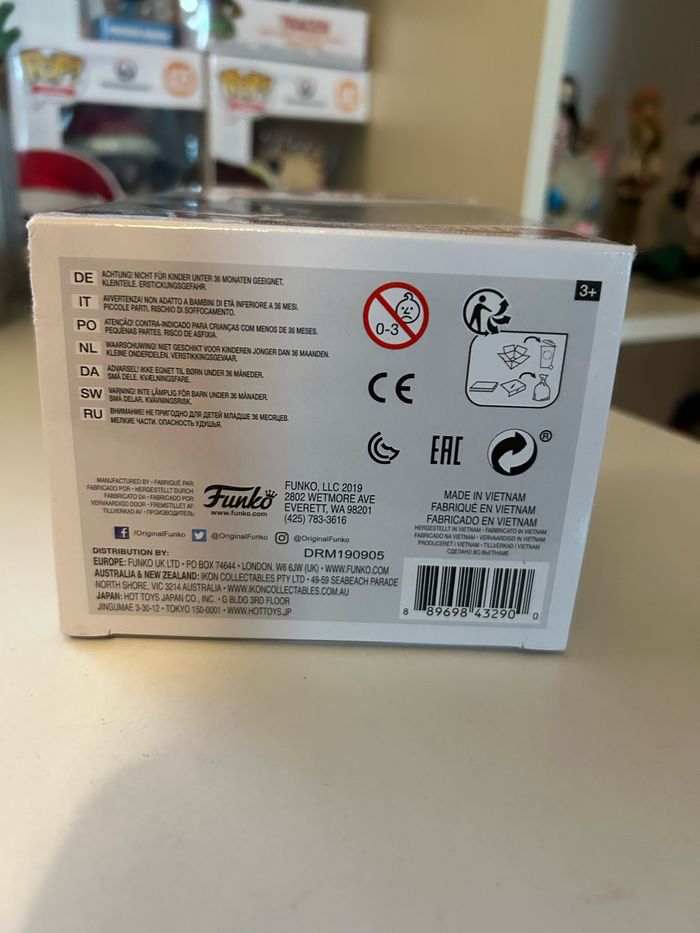 POP!
POP!
DE ACHTUNG! NICHT FÜR KINDER UNTER 36 MONATEN GEEIGNET.
KLEINTEILE. ERSTICKUNGSGEFAHR.
IT AVVERTENZA! NON ADATTO A BAMBINI DI ETÀ INFERIORE A 36 MESI.
PICCOLE PARTI. RISCHIO DI SOFFOCAMENTO.
PO ATENÇÃO! CONTRA-INDICADO PARA CRIANÇAS COM MENOS DE 36 MESES.
PEQUENAS PARTES. RISCO DE ASFIXIA.
NL WAARSCHUWING! NIET GESCHIKT VOOR KINDEREN JONGER DAN 36 MAANDEN.
KLEINE ONDERDELEN. VERSTIKKINGSGEVAAR.
DA ADVARSEL! IKKE EGNET TIL BØRN UNDER 36 MÅNEDER.
SMÅ DELE. KVÆLNINGSFARE.
SW VARNING! INTE LÄMPLIG FÖR BARN UNDER 36 MÅNADER.
SMÅ DELAR. KVÄVNINGSRISK.
RU ВНИМАНИЕ! НЕ ПРИГОДНО ДЛЯ ДЕТЕЙ МЛАДШЕ 36 МЕСЯЦЕВ.
МЕЛКИЕ ЧАСТИ. ОПАСНОСТЬ УДУШЬЯ.
0-3
3+
CE
EAC
®
MANUFACTURED BY • FABRIQUÉ PAR:
FABRICADO POR • HERGESTELLT DURCH:
FABBRICATO DA • FABRICADO POR:
VERVAARDIGD DOOR • FREMSTILLET AF:
TILLVERKAD AV • ПРОИЗВОДИТЕЛЬ:
Funko
www.funko.com
FUNKO, LLC 2019
2802 WETMORE AVE
EVERETT, WA 98201
(425) 783-3616
MADE IN VIETNAM
FABRIQUÉ EN VIETNAM
FABRICADO EN VIETNAM
HERGESTELLT IN VIETNAM • FABBRICATO IN VIETNAM
FABRICADO NA VIETNAM • VERVAARDIGD IN VIETNAM
PRODUCERET I VIETNAM • TILLVERKAD I VIETNAM
СДЕЛАНО ВО ВЬЕТНАМЕ
/OriginalFunko @OriginalFunko @OriginalFunko
DISTRIBUTION BY: DRM190905
EUROPE: FUNKO UK LTD • PO BOX 74644 • LONDON, W6 6JW (UK) • WWW.FUNKO.COM
AUSTRALIA & NEW ZEALAND: IKON COLLECTABLES PTY LTD • 49-59 SEABEACH PARADE
NORTH SHORE, VIC 3214 AUSTRALIA • WWW.IKONCOLLECTABLES.COM.AU
JAPAN: HOT TOYS JAPAN CO., INC. • G BLDG 3RD FLOOR
JINGUMAE 3-30-12 • TOKYO 150-0001 • WWW.HOTTOYS.JP
8 89698 43290 0